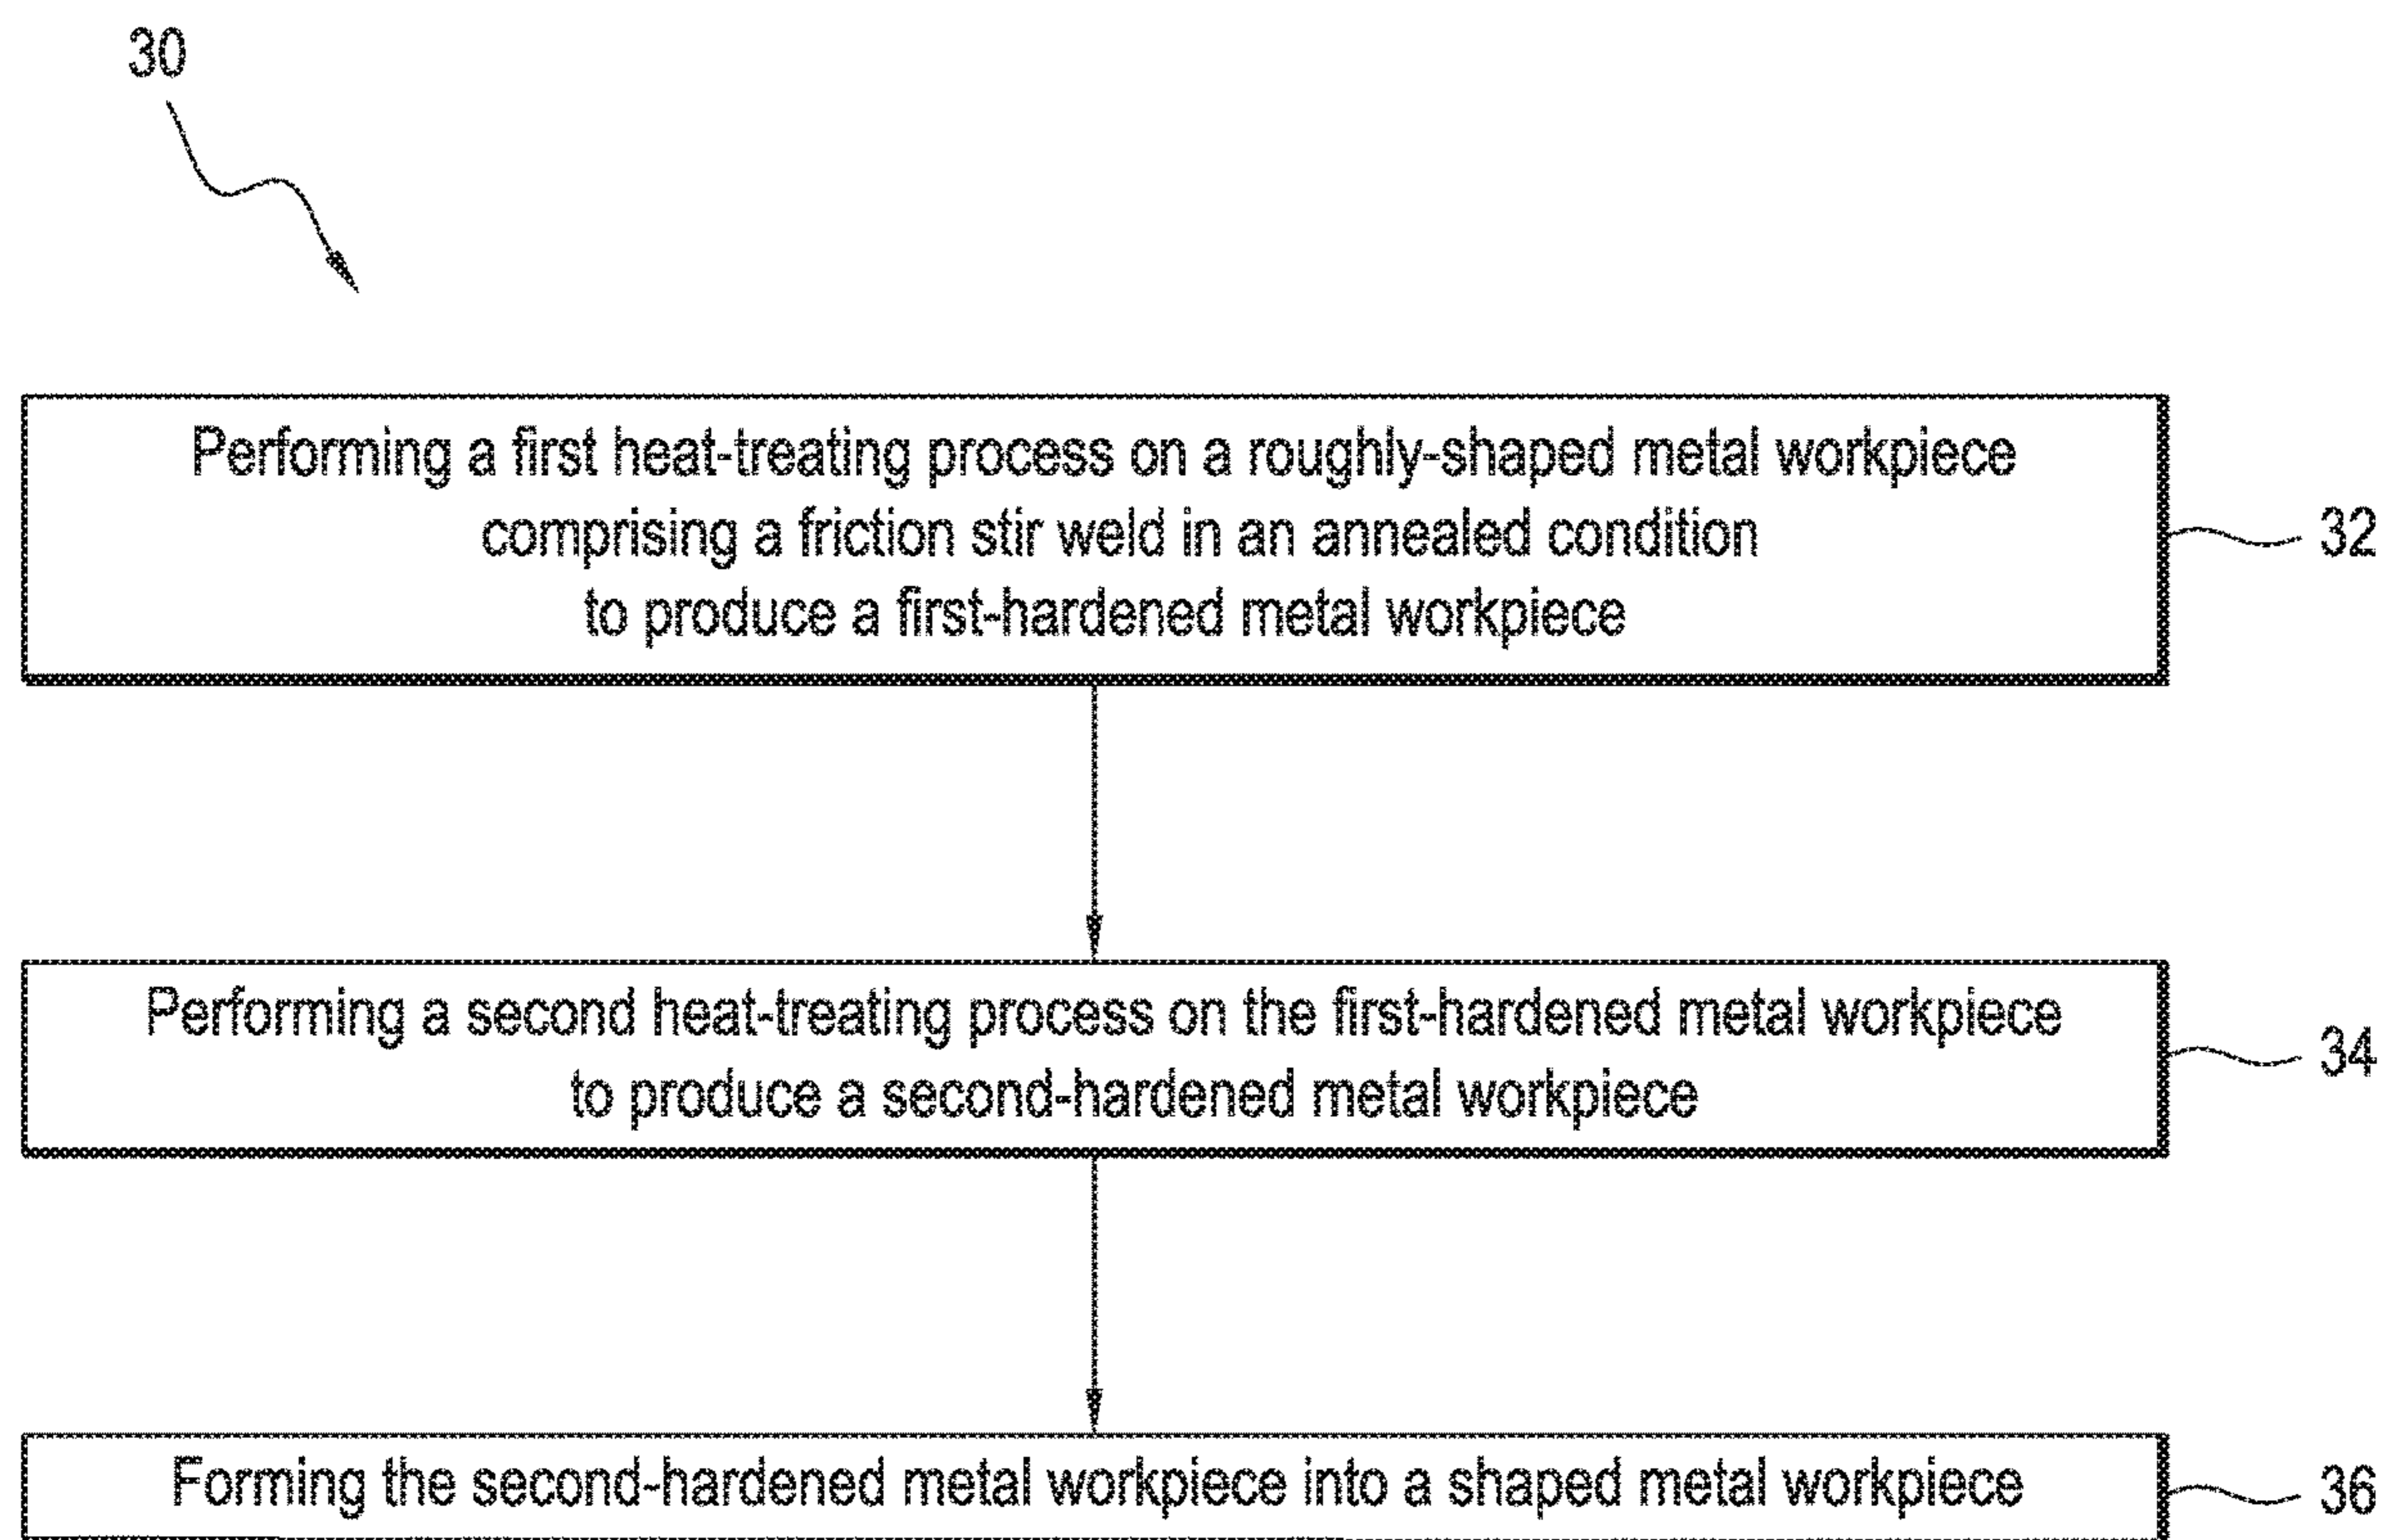 30
Performing a first heat-treating process on a roughly-shaped metal workpiece
comprising a friction stir weld in an annealed condition
to produce a first-hardened metal workpiece
32
Performing a second heat-treating process on the first-hardened metal workpiece
to produce a second-hardened metal workpiece
34
Forming the second-hardened metal workpiece into a shaped metal workpiece
36